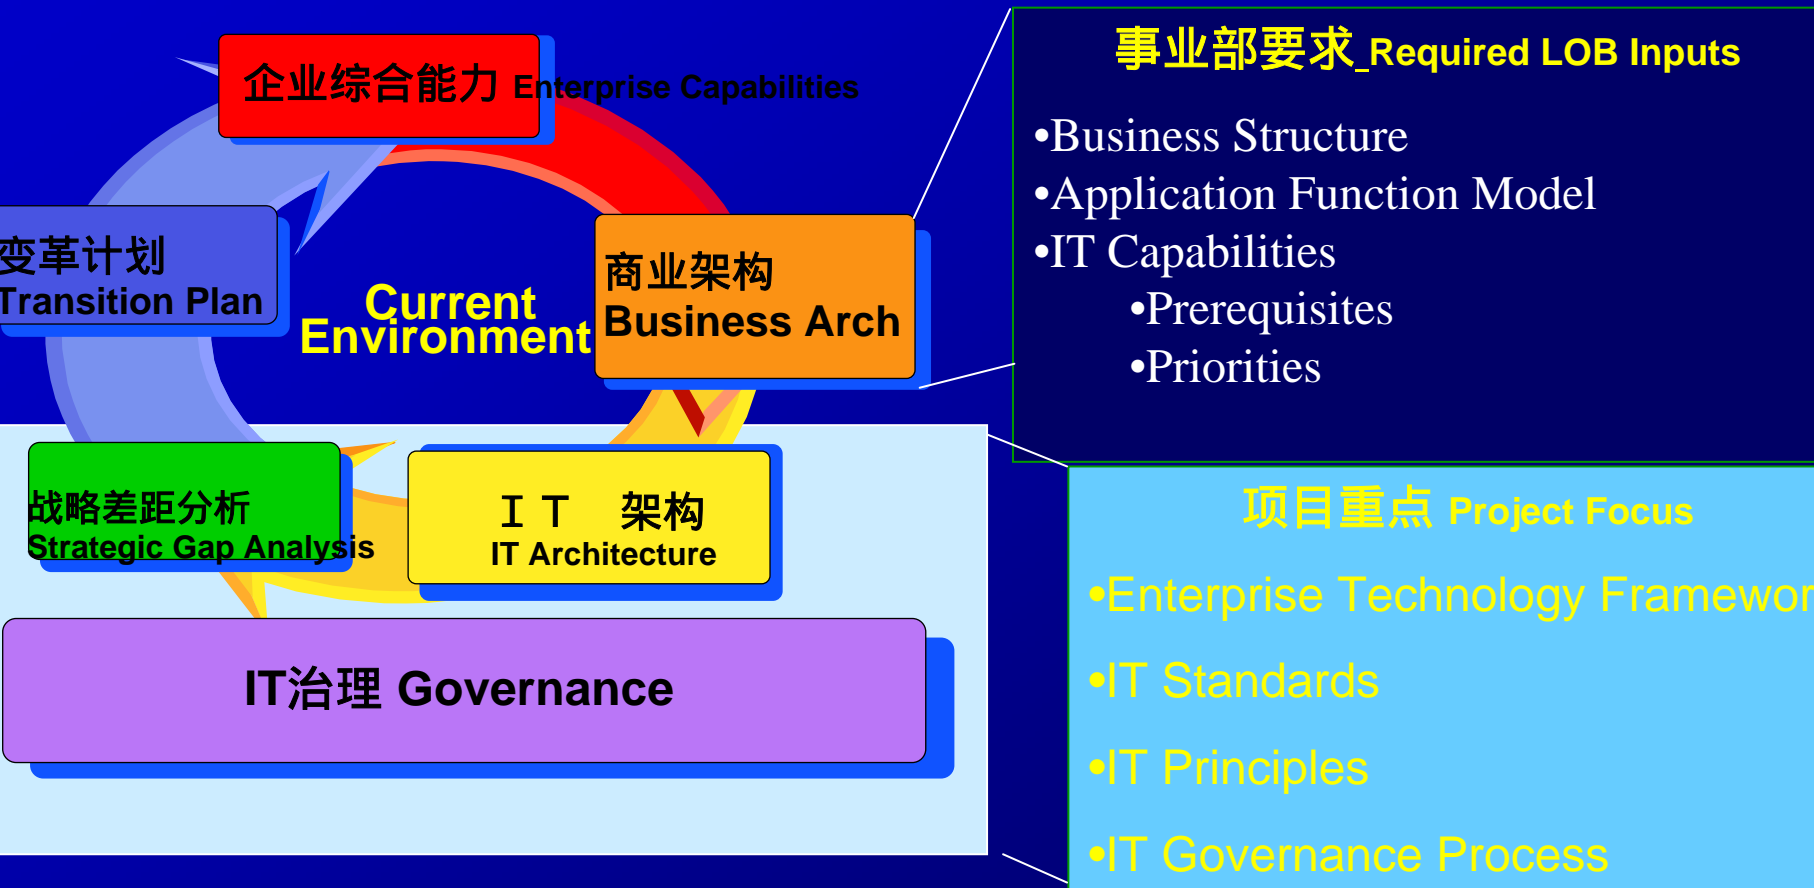 企业综合能力 Enterprise Capabilities
变革计划
Transition Plan
Current
Environment
商业架构
Business Arch
战略差距分析
Strategic Gap Analysis
ＩＴ　架构
IT Architecture
IT治理 Governance
事业部要求_Required LOB Inputs
•Business Structure
•Application Function Model
•IT Capabilities
•Prerequisites
•Priorities
项目重点 Project Focus
•Enterprise Technology Framewor
•IT Standards
•IT Principles
•IT Governance Process